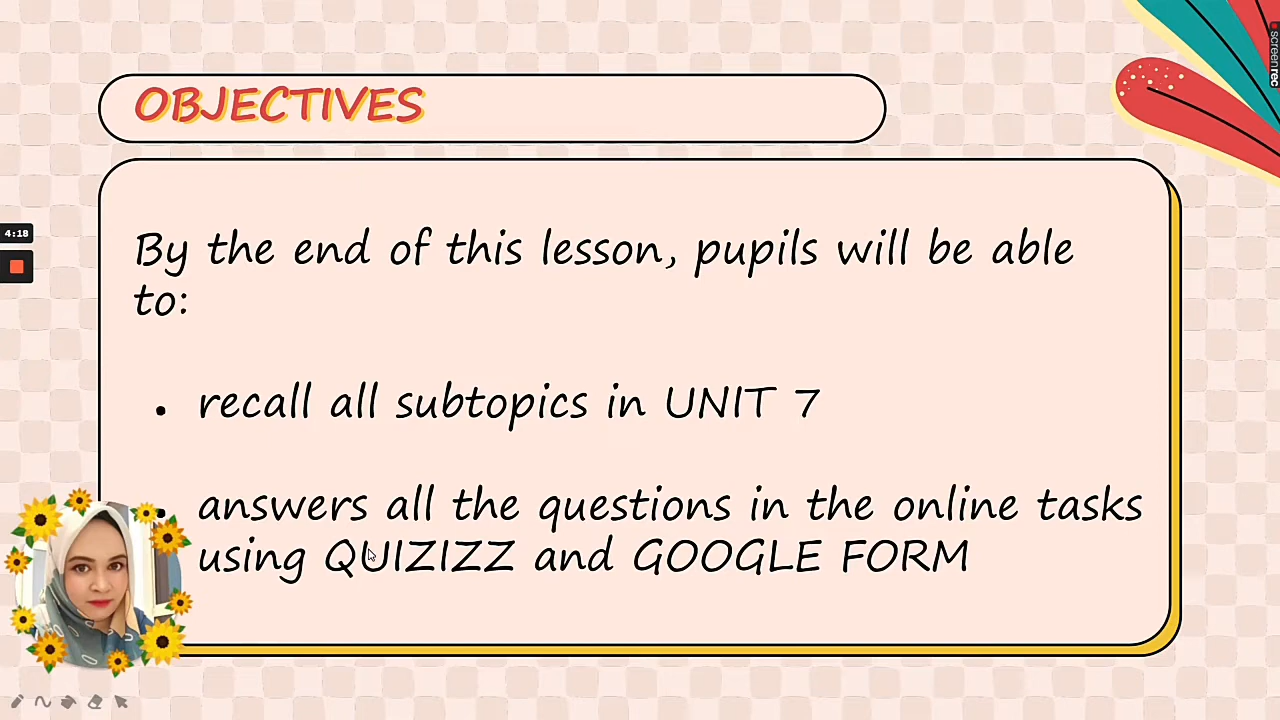 OBJECTIVES
By the end of this lesson, pupils will be able
to:
• recall all subtopics in UNIT 7
• answers all the questions in the online tasks
using QUIZIZZ and GOOGLE FORM
4:18
screenrec